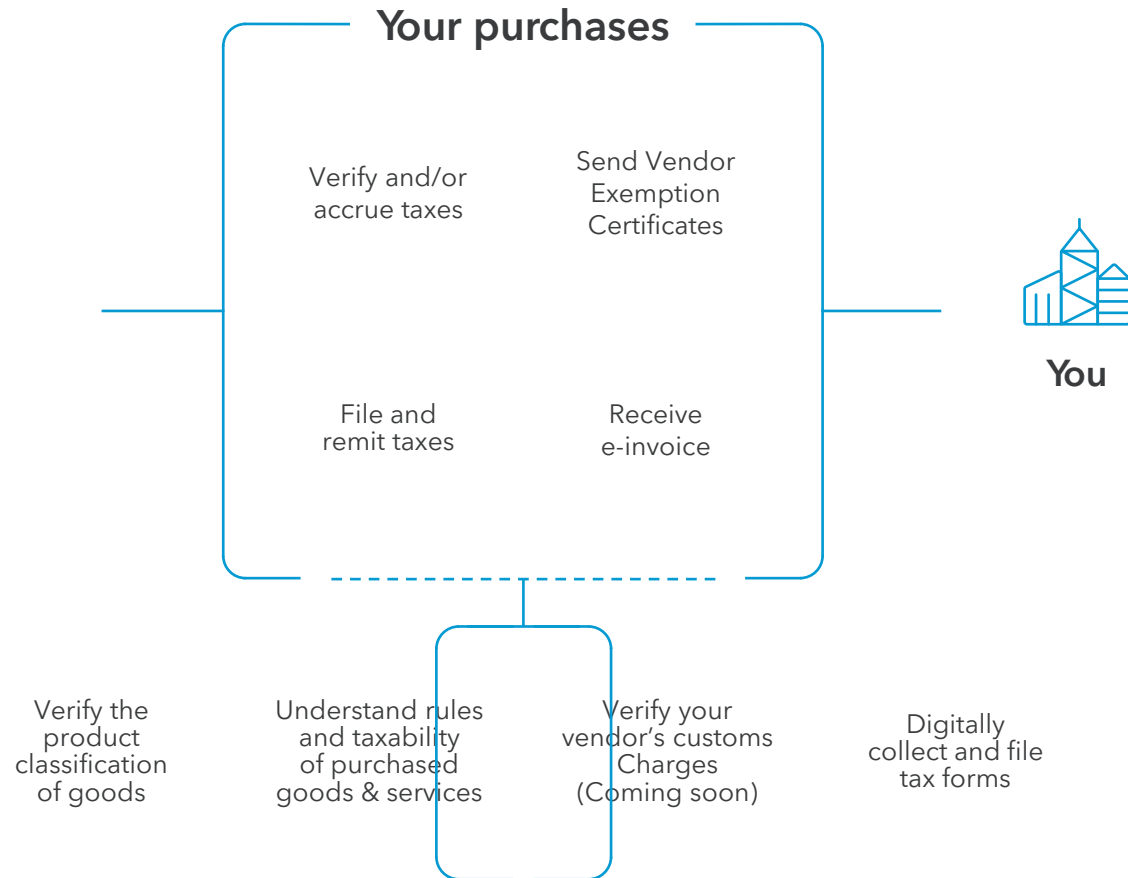 Your purchases
Verify and/or
accrue taxes
Send Vendor
Exemption
Certificates
You
File and
remit taxes
Receive
e-invoice
Verify the
product
classification
of goods
Understand rules
and taxability
of purchased
goods & services
Verify your
vendor’s customs
Charges
(Coming soon)
Digitally
collect and file
tax forms